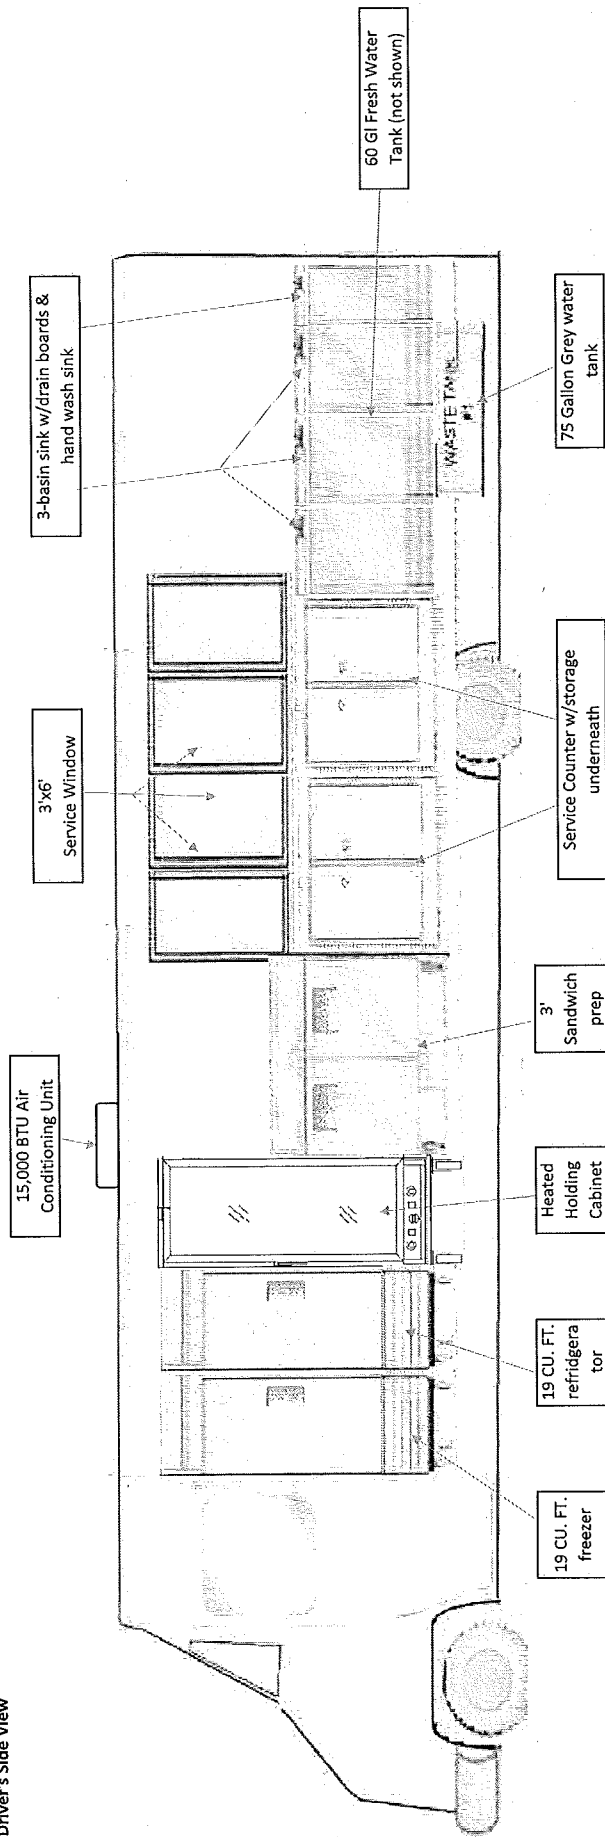 Driver's Side View
15,000 BTU Air
Conditioning Unit
3'x6'
Service Window
3-basin sink w/drain boards &
hand wash sink
60 Gl Fresh Water
Tank (not shown)
WASTE TANK
19 CU. FT.
freezer
19 CU. FT.
refridgera
tor
Heated
Holding
Cabinet
3'
Sandwich
prep
Service Counter w/storage
underneath
75 Gallon Grey water
tank